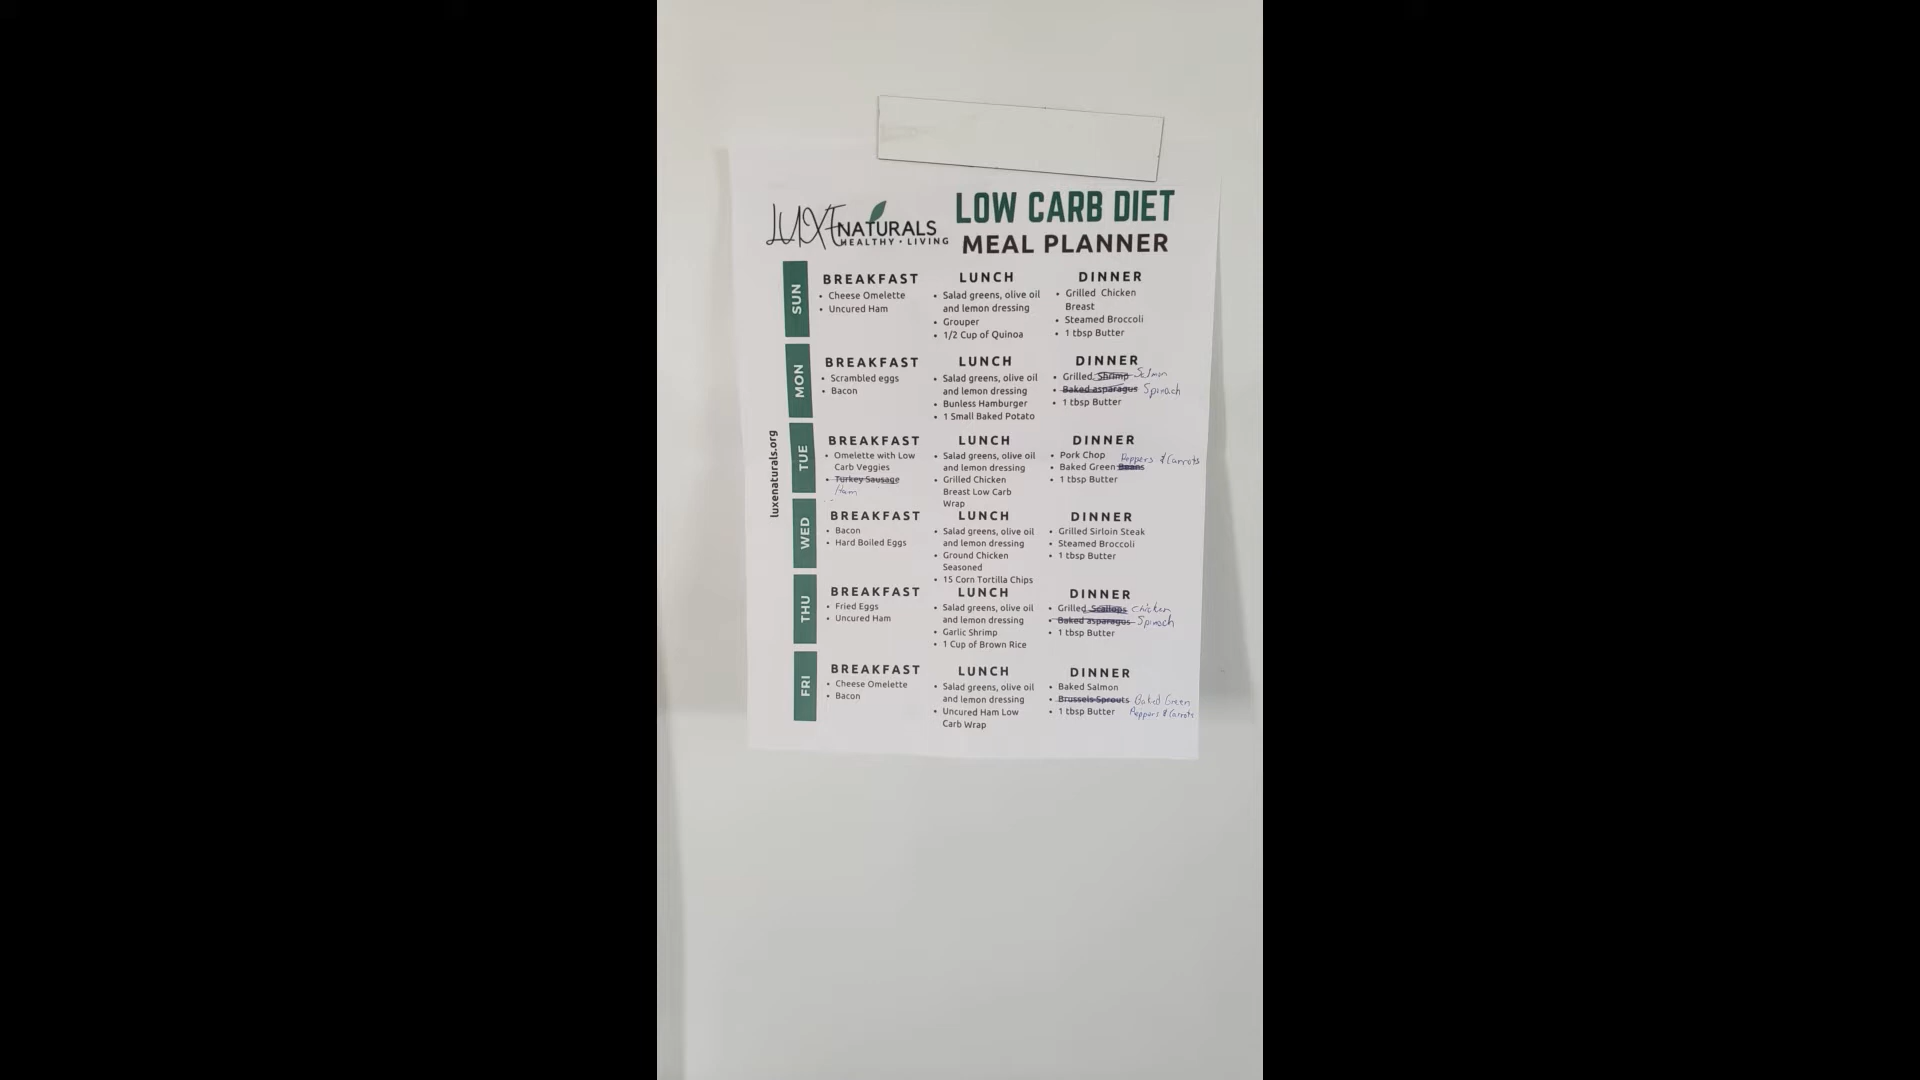 LUXE NATURALS
HEALTHY • LIVING
LOW CARB DIET
MEAL PLANNER
luxenaturals.org
SUN
BREAKFAST
• Cheese Omelette
• Uncured Ham
LUNCH
• Salad greens, olive oil
and lemon dressing
• Grouper
• 1/2 Cup of Quinoa
DINNER
• Grilled Chicken
Breast
• Steamed Broccoli
• 1 tbsp Butter
MON
BREAKFAST
• Scrambled eggs
• Bacon
LUNCH
• Salad greens, olive oil
and lemon dressing
• Bunless Hamburger
• 1 Small Baked Potato
DINNER
• Grilled Shrimp Salmon
• Baked asparagus Spinach
• 1 tbsp Butter
TUE
BREAKFAST
• Omelette with Low
Carb Veggies
• Turkey Sausage
Ham
LUNCH
• Salad greens, olive oil
and lemon dressing
• Grilled Chicken
Breast Low Carb
Wrap
DINNER
• Pork Chop
• Baked Green Beans Peppers & Carrots
• 1 tbsp Butter
WED
BREAKFAST
• Bacon
• Hard Boiled Eggs
LUNCH
• Salad greens, olive oil
and lemon dressing
• Ground Chicken
Seasoned
• 15 Corn Tortilla Chips
DINNER
• Grilled Sirloin Steak
• Steamed Broccoli
• 1 tbsp Butter
THU
BREAKFAST
• Fried Eggs
• Uncured Ham
LUNCH
• Salad greens, olive oil
and lemon dressing
• Garlic Shrimp
• 1 Cup of Brown Rice
DINNER
• Grilled Scallops Chicken
• Baked asparagus Spinach
• 1 tbsp Butter
FRI
BREAKFAST
• Cheese Omelette
• Bacon
LUNCH
• Salad greens, olive oil
and lemon dressing
• Uncured Ham Low
Carb Wrap
DINNER
• Baked Salmon
• Brussels Sprouts Baked Green
Peppers & Carrots
• 1 tbsp Butter